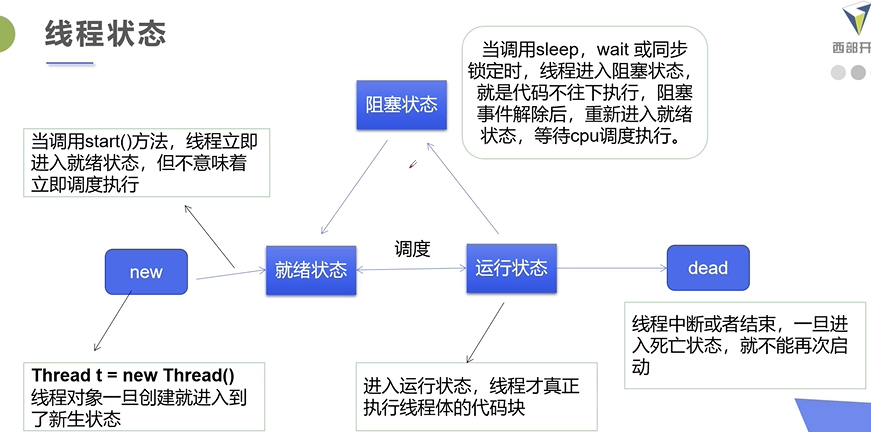 线程状态
西部开
当调用sleep，wait 或同步
锁定时，线程进入阻塞状态，
就是代码不往下执行，阻塞
事件解除后，重新进入就绪
状态，等待cpu调度执行。
阻塞状态
当调用start()方法，线程立即
进入就绪状态，但不意味着
立即调度执行
调度
new
就绪状态
运行状态
dead
Thread t = new Thread()
线程对象一旦创建就进入到
了新生状态
进入运行状态，线程才真正
执行线程体的代码块
线程中断或者结束，一旦进
入死亡状态，就不能再次启
动